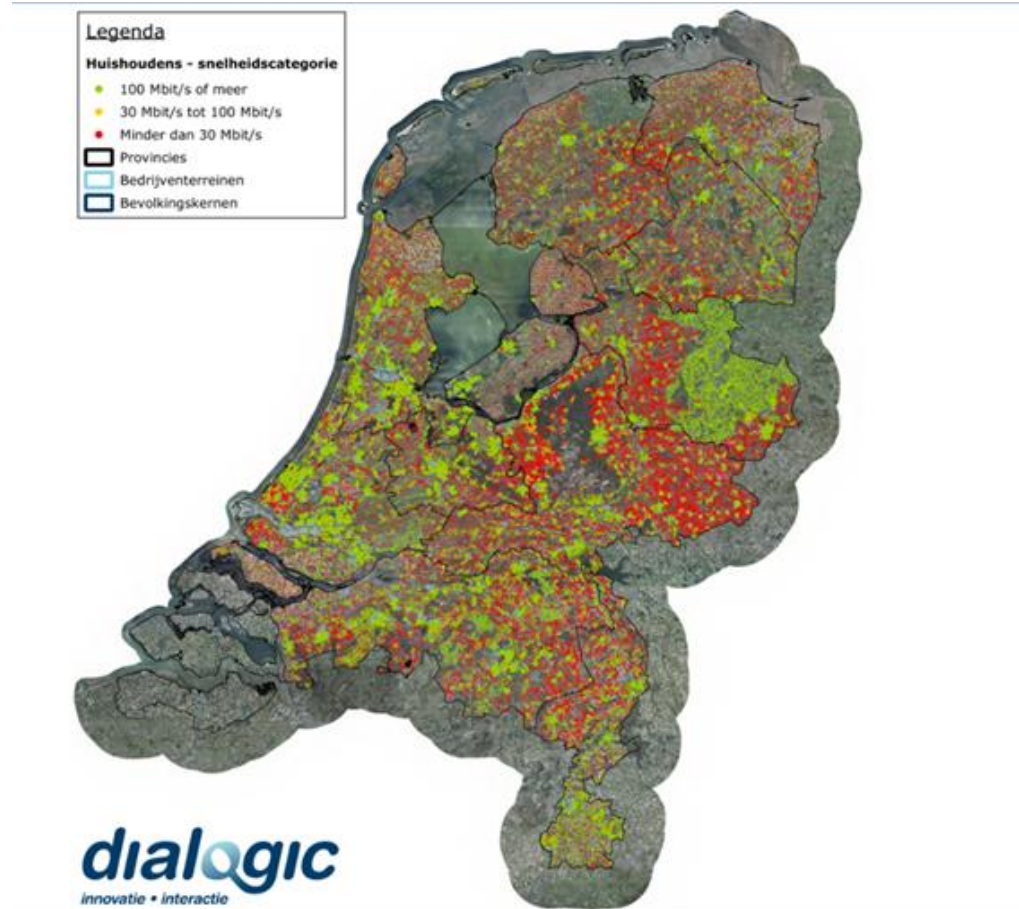 Legenda
Huishoudens - snelheidscategorie
100 Mbit/s of meer
30 Mbit/s tot 100 Mbit/s
Minder dan 30 Mbit/s
Provincies
Bedrijventerreinen
Bevolkingskernen
dialogic
innovatie • interactie